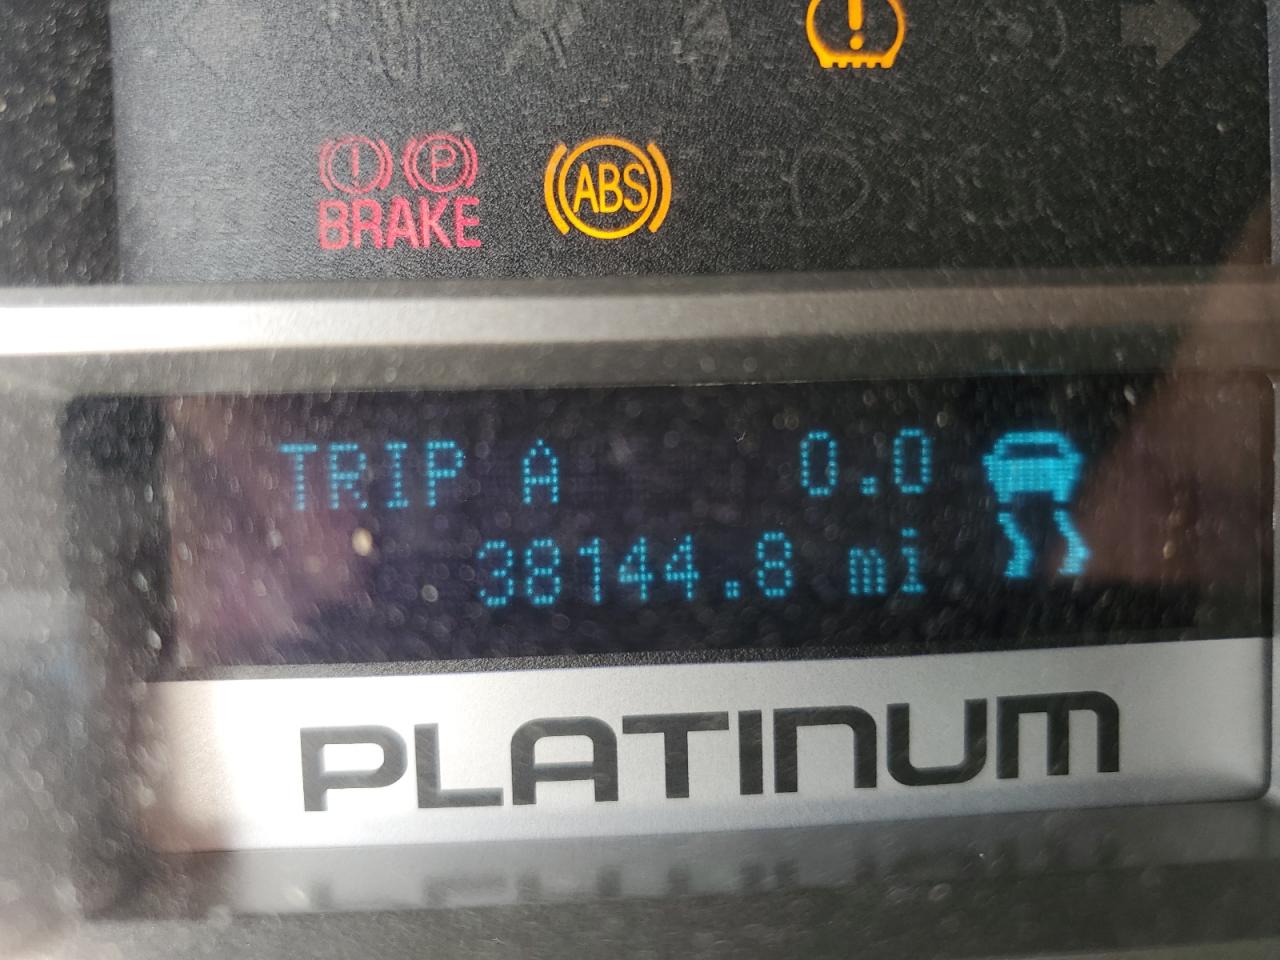 !
! P
BRAKE
ABS
TRIP A 0.0
38144.8 mi
PLATINUM